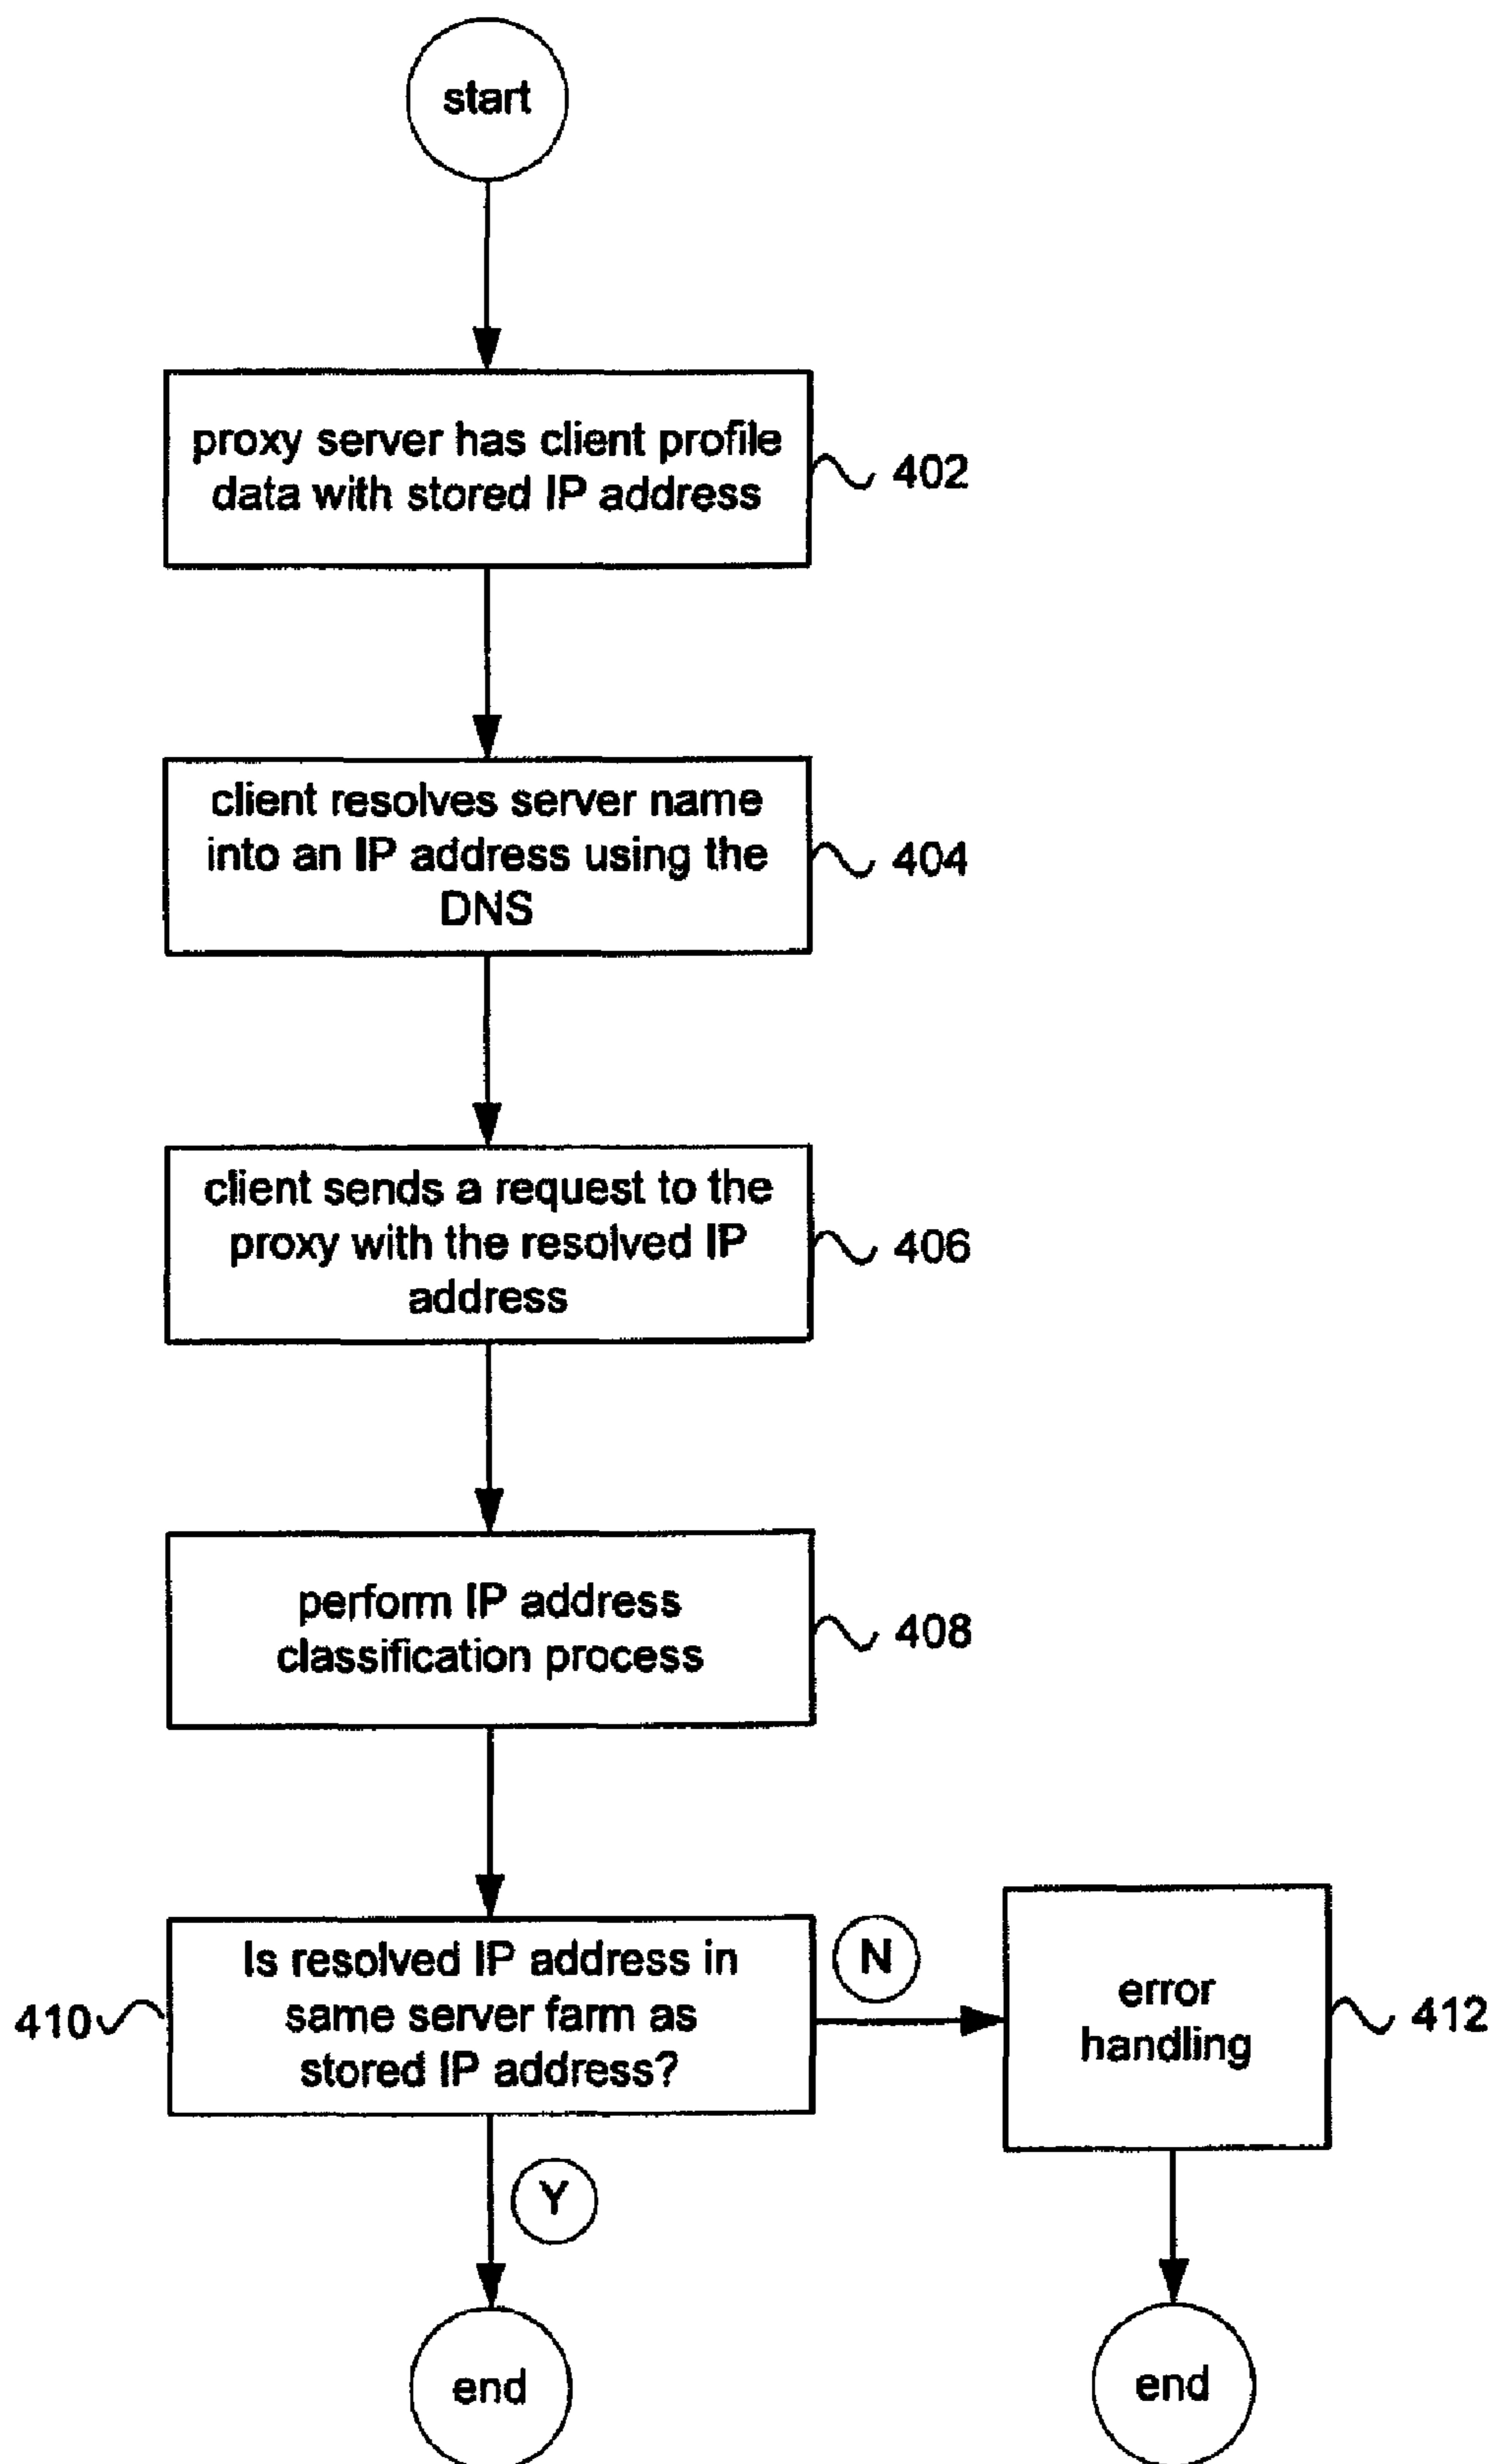 start
proxy server has client profile
data with stored IP address
402
client resolves server name
into an IP address using the
DNS
404
client sends a request to the
proxy with the resolved IP
address
406
perform IP address
classification process
408
Is resolved IP address in
same server farm as
stored IP address?
410
N
error
handling
412
Y
end
end